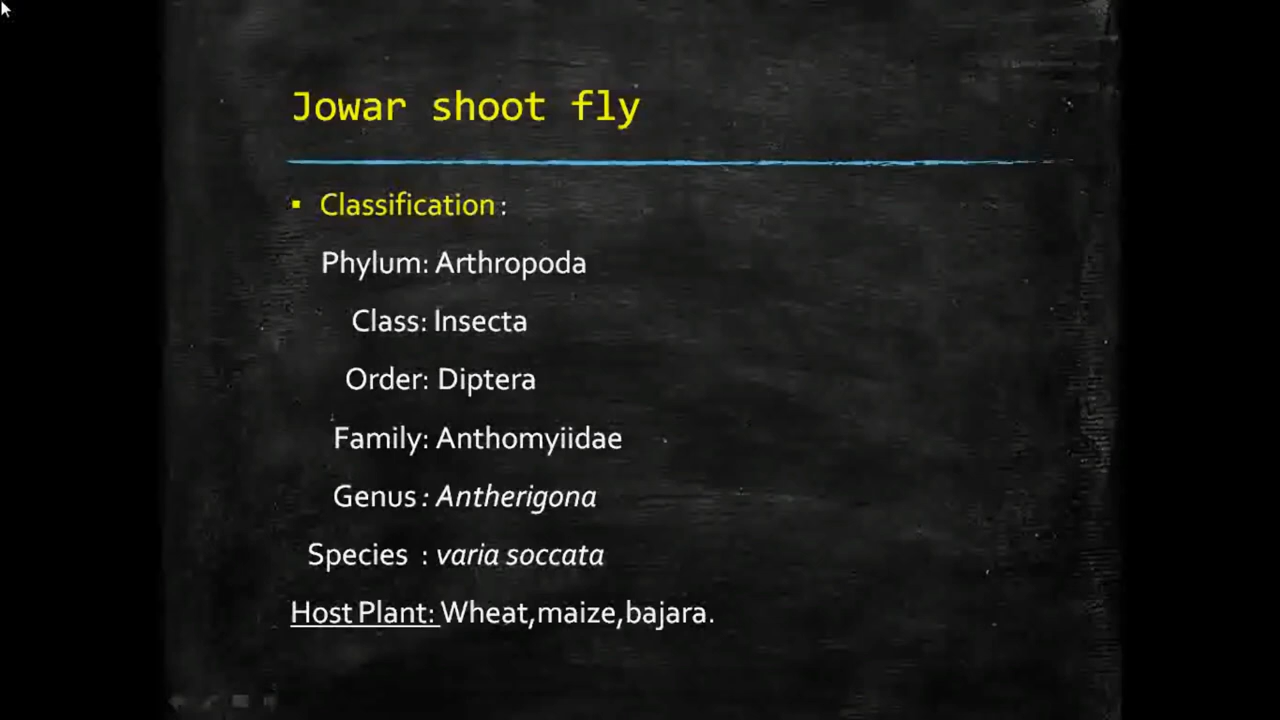 Jowar shoot fly
▪ Classification :
Phylum: Arthropoda
Class: Insecta
Order: Diptera
Family: Anthomyiidae
Genus : Antherigona
Species : varia soccata
Host Plant: Wheat,maize,bajara.